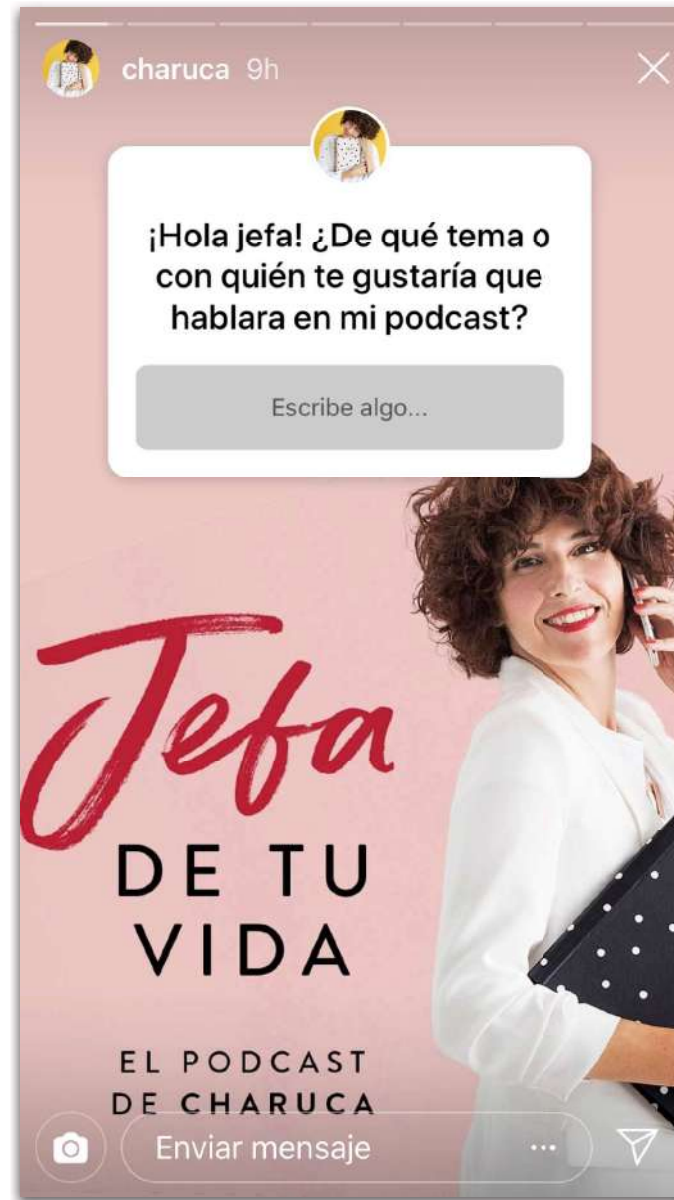 charuca 9h
¡Hola jefa! ¿De qué tema o
con quién te gustaría que
hablara en mi podcast?
Escribe algo...
Jefa
DE TU
VIDA
EL PODCAST
DE CHARUCA
Enviar mensaje